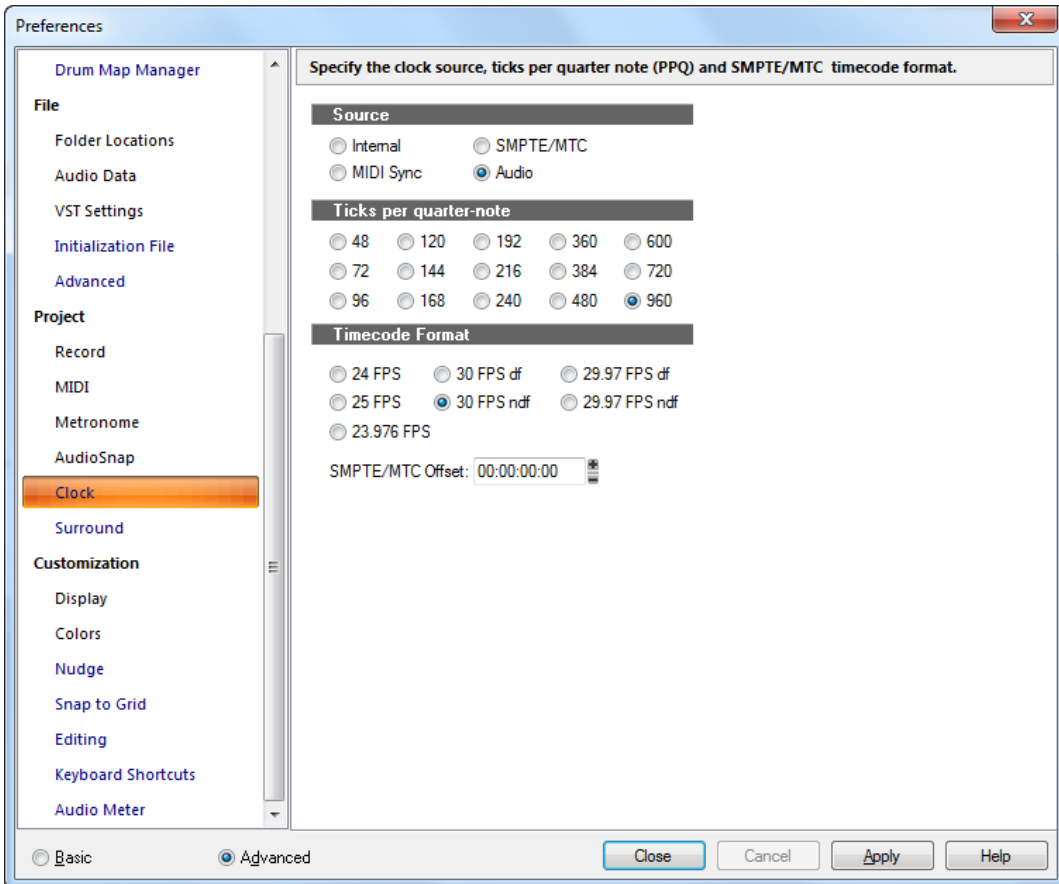 Preferences
Drum Map Manager
File
Folder Locations
Audio Data
VST Settings
Initialization File
Advanced
Project
Record
MIDI
Metronome
AudioSnap
Clock
Surround
Customization
Display
Colors
Nudge
Snap to Grid
Editing
Keyboard Shortcuts
Audio Meter
Specify the clock source, ticks per quarter note (PPQ) and SMPTE/MTC timecode format.
Source
Internal SMPTE/MTC
MIDI Sync Audio
Ticks per quarter-note
48 120 192 360 600
72 144 216 384 720
96 168 240 480 960
Timecode Format
24 FPS 30 FPS df 29.97 FPS df
25 FPS 30 FPS ndf 29.97 FPS ndf
23.976 FPS
SMPTE/MTC Offset: 00:00:00:00
Basic Advanced Close Cancel Apply Help